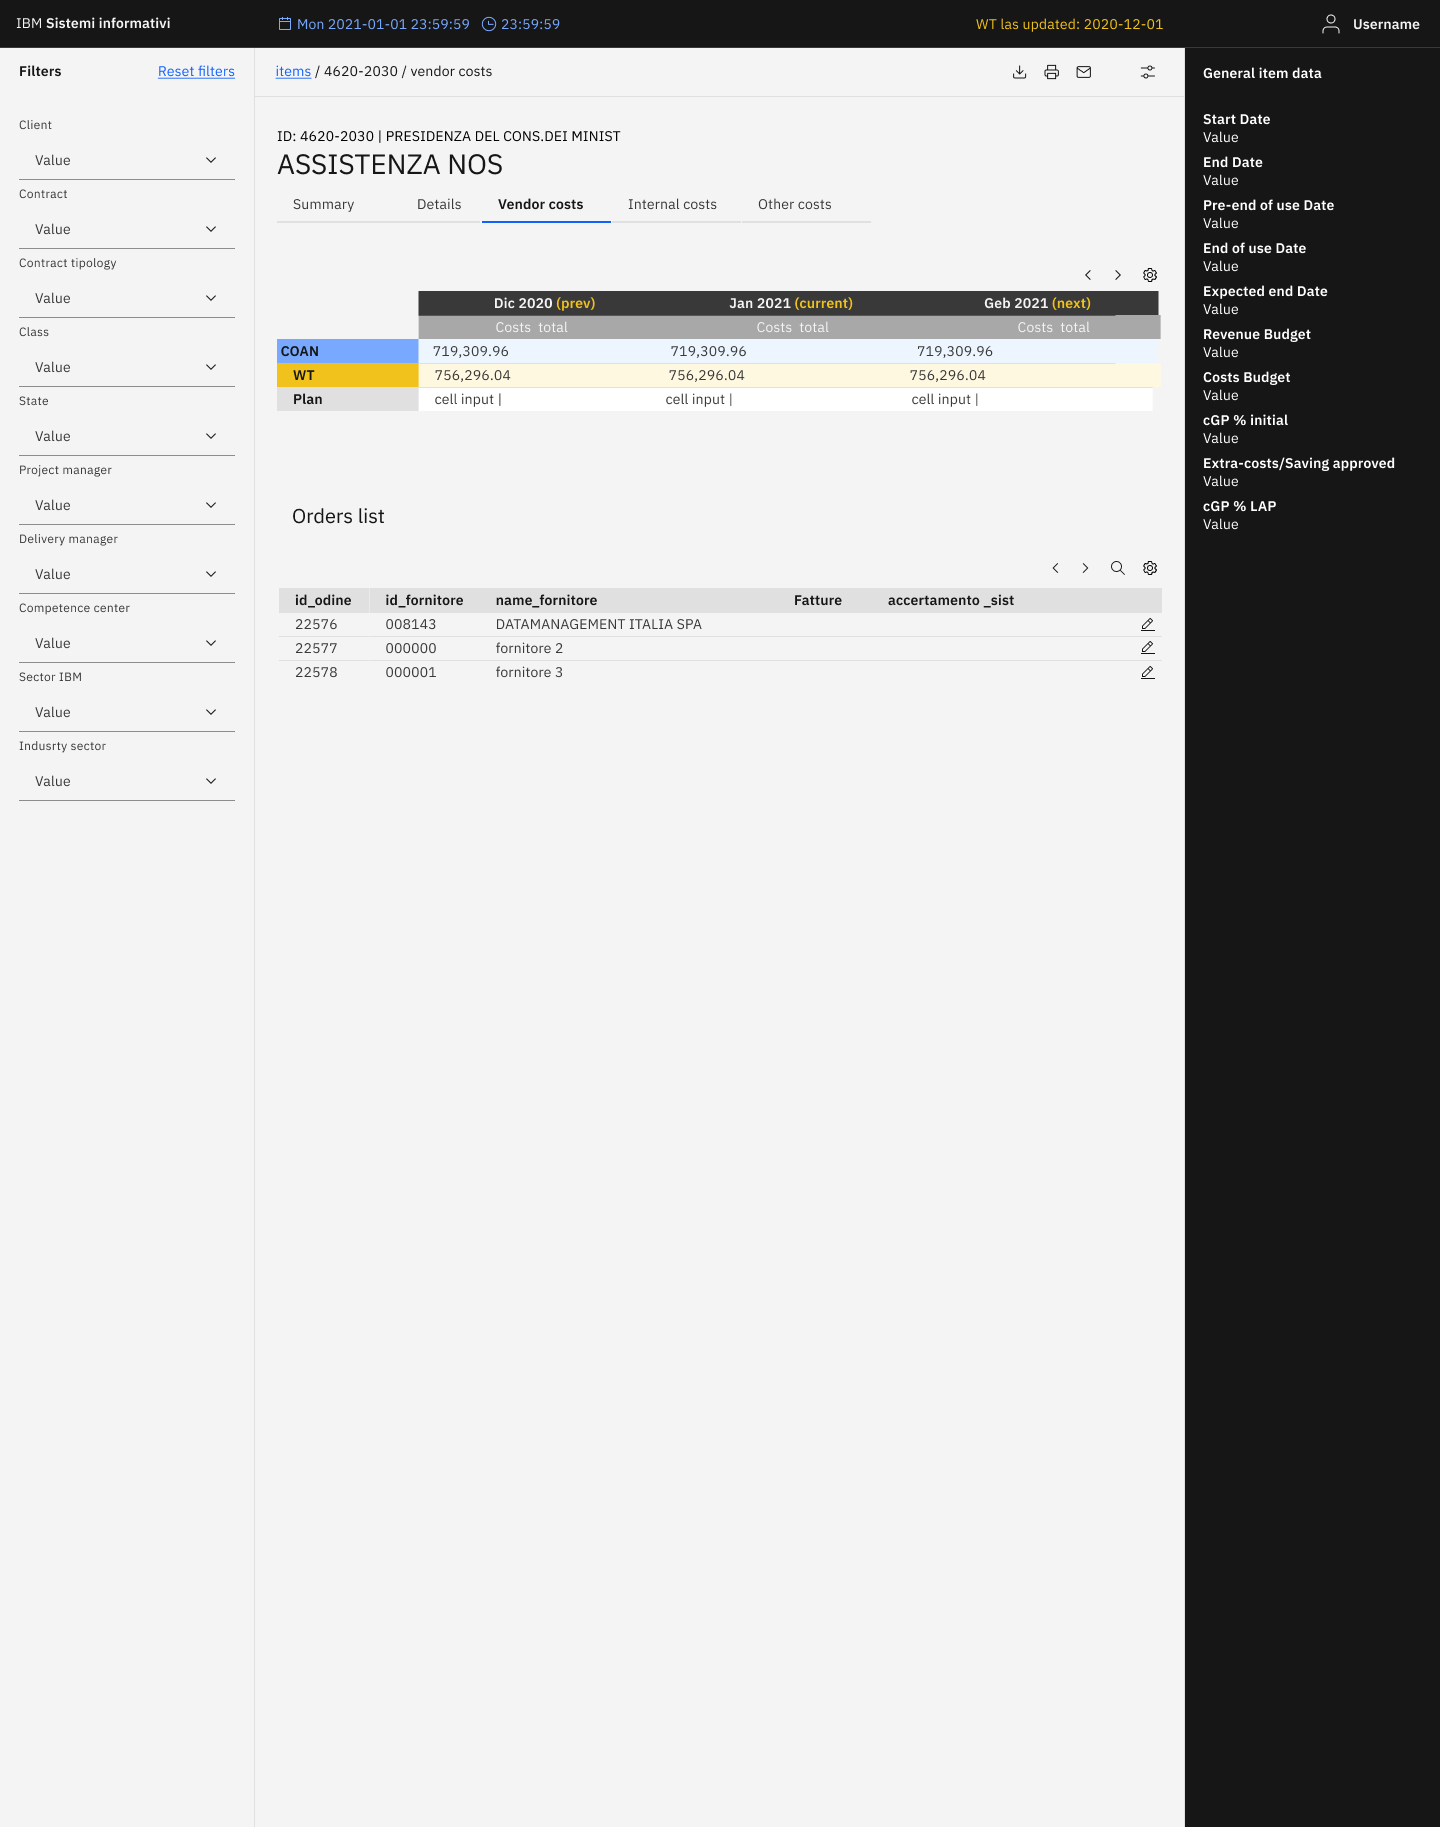 IBM Sistemi informativi
Mon 2021-01-01 23:59:59 23:59:59
WT las updated: 2020-12-01
Username
Filters Reset filters
Client
Value
Contract
Value
Contract tipology
Value
Class
Value
State
Value
Project manager
Value
Delivery manager
Value
Competence center
Value
Sector IBM
Value
Indusrty sector
Value
items / 4620-2030 / vendor costs
ID: 4620-2030 | PRESIDENZA DEL CONS.DEI MINIST
ASSISTENZA NOS
Summary Details Vendor costs Internal costs Other costs
Dic 2020 (prev) Jan 2021 (current) Geb 2021 (next)
Costs total Costs total Costs total
COAN 719,309.96 719,309.96 719,309.96
WT 756,296.04 756,296.04 756,296.04
Plan cell input | cell input | cell input |
Orders list
id_odine id_fornitore name_fornitore Fatture accertamento _sist
22576 008143 DATAMANAGEMENT ITALIA SPA
22577 000000 fornitore 2
22578 000001 fornitore 3
General item data
Start Date
Value
End Date
Value
Pre-end of use Date
Value
End of use Date
Value
Expected end Date
Value
Revenue Budget
Value
Costs Budget
Value
cGP % initial
Value
Extra-costs/Saving approved
Value
cGP % LAP
Value